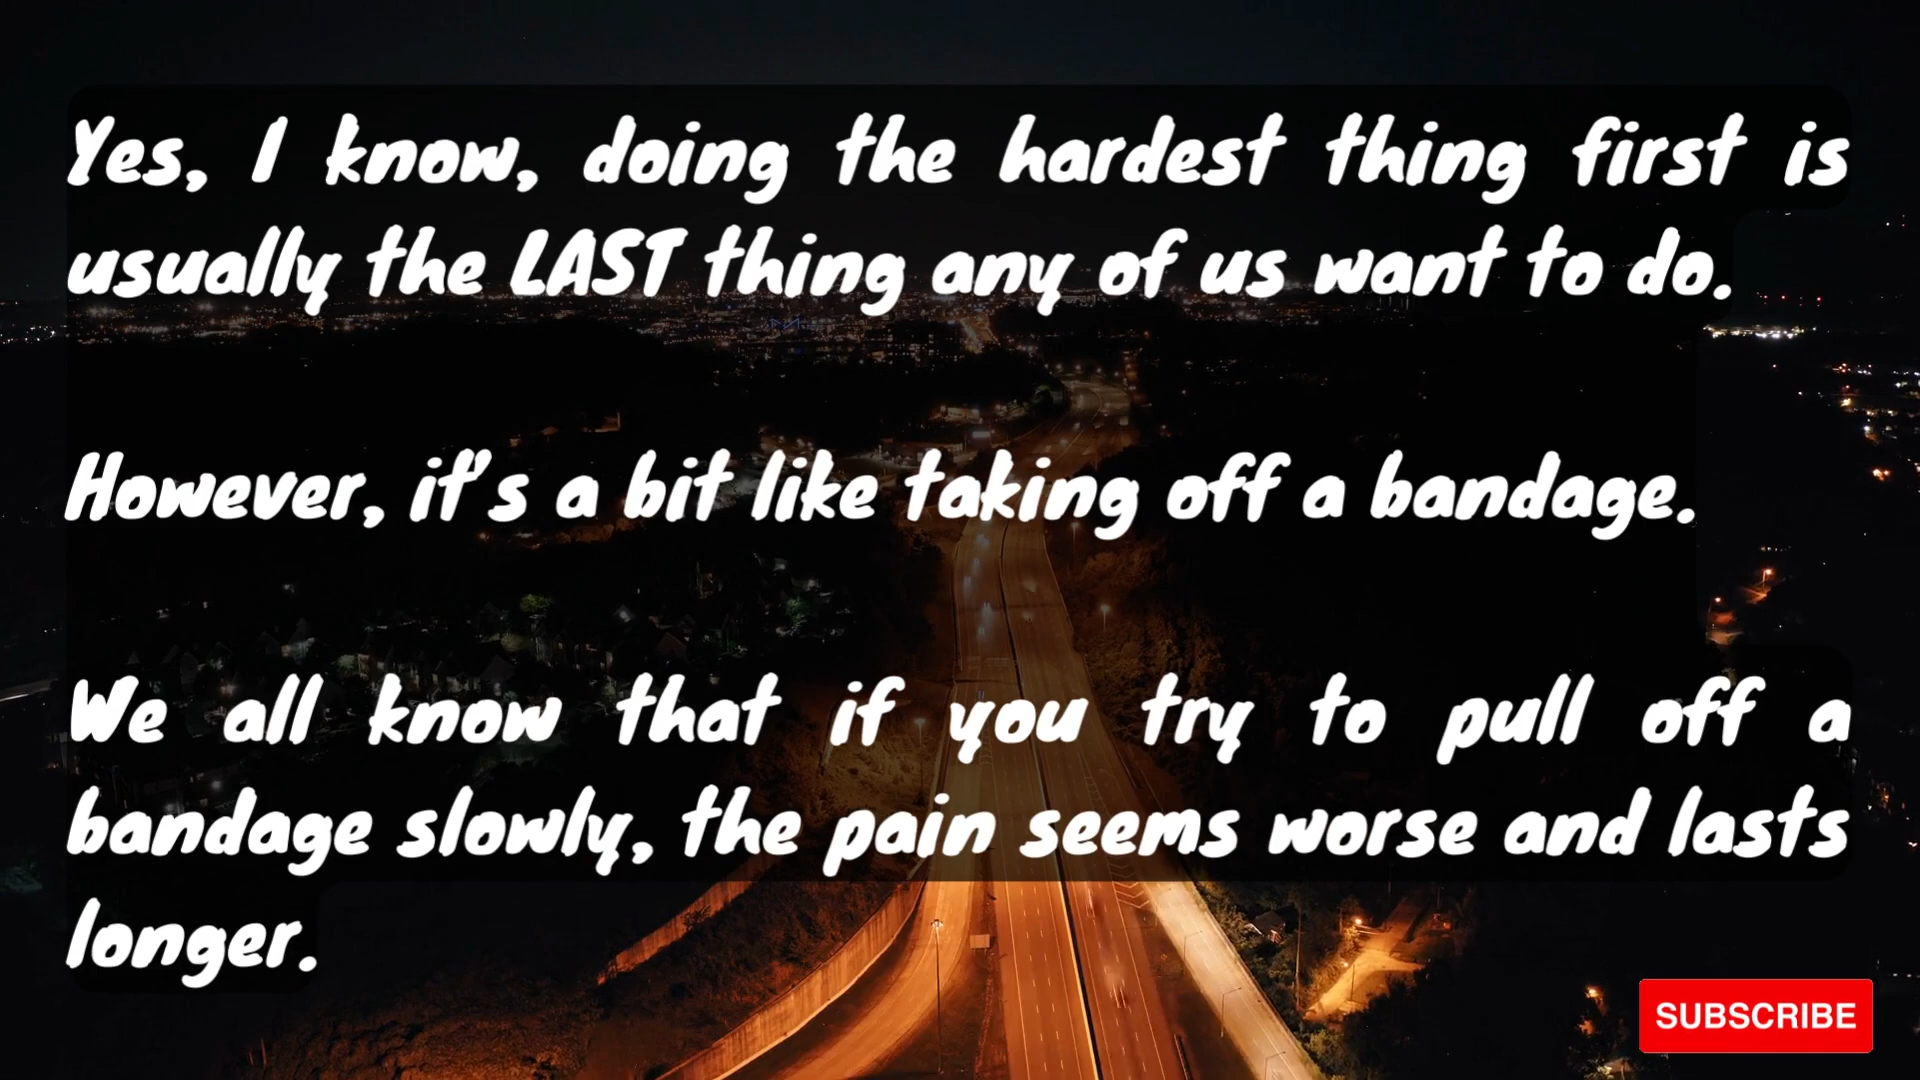 Yes, I know, doing the hardest thing first is
usually the LAST thing any of us want to do.
However, it's a bit like taking off a bandage.
We all know that if you try to pull off a
bandage slowly, the pain seems worse and lasts
longer.
SUBSCRIBE